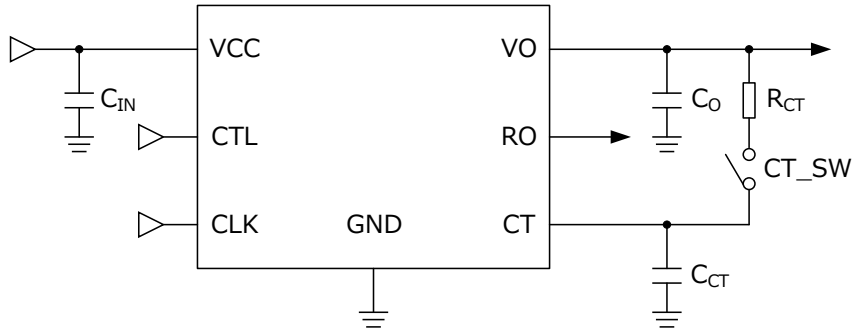 VCC VO
C_IN C_O R_CT
CTL RO
CT_SW
CLK GND CT
C_CT